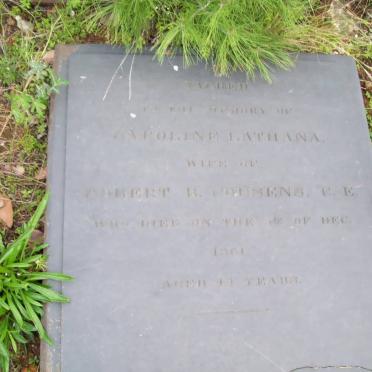 SACRED
TO THE MEMORY OF
CAROLINE LATHANA,
WIFE OF
ROBERT B. COUSENS, C. E.
WHO DIED ON THE OF DEC.
AGED YEARS.